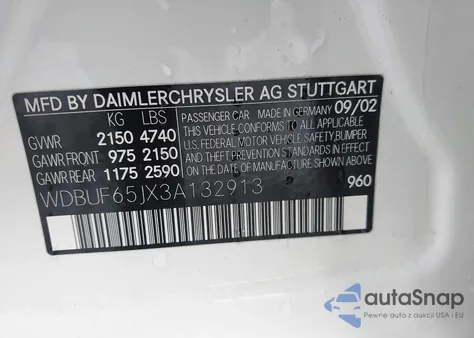 MFD BY DAIMLERCHRYSLER AG STUTTGART
KG LBS
GVWR 2150 4740
GAWR FRONT 975 2150
GAWR REAR 1175 2590
PASSENGER CAR MADE IN GERMANY 09/02
THIS VEHICLE CONFORMS TO ALL APPLICABLE
U.S. FEDERAL MOTOR VEHICLE SAFETY,BUMPER
AND THEFT PREVENTION STANDARDS IN
EFFECT ON THE DATE OF MANUFACTURE
SHOWN ABOVE.
WDBUF65JX3A132913
960
autoSnap
Pewne auta z aukcji USA - EU